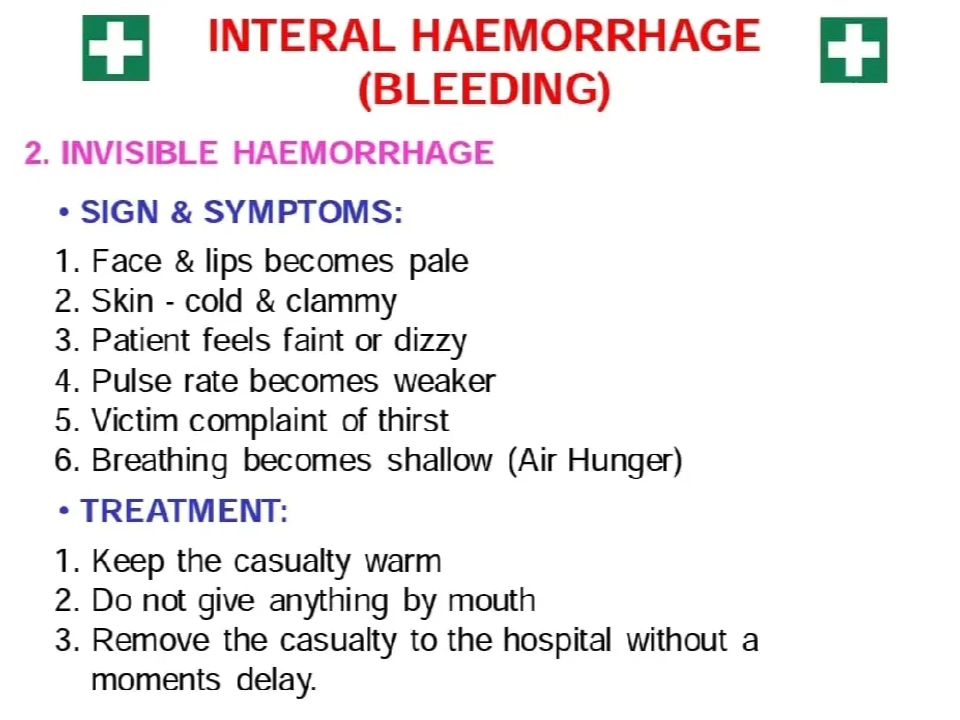 INTERAL HAEMORRHAGE
(BLEEDING)
2. INVISIBLE HAEMORRHAGE
• SIGN & SYMPTOMS:
1. Face & lips becomes pale
2. Skin - cold & clammy
3. Patient feels faint or dizzy
4. Pulse rate becomes weaker
5. Victim complaint of thirst
6. Breathing becomes shallow (Air Hunger)
• TREATMENT:
1. Keep the casualty warm
2. Do not give anything by mouth
3. Remove the casualty to the hospital without a
moments delay.